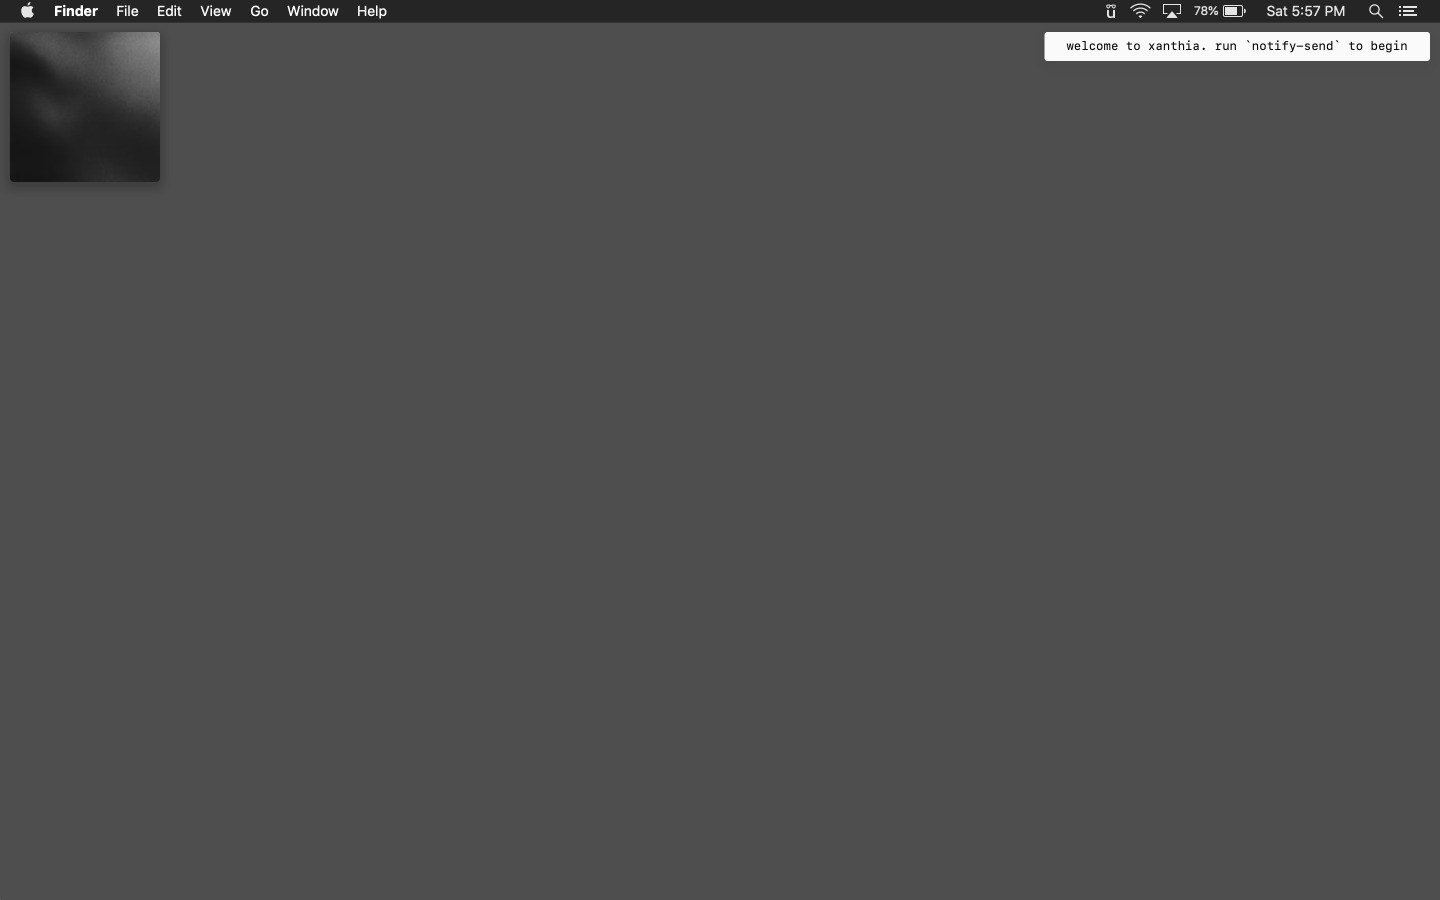 Finder File Edit View Go Window Help ü 78% Sat 5:57 PM
welcome to xanthia. run `notify-send` to begin